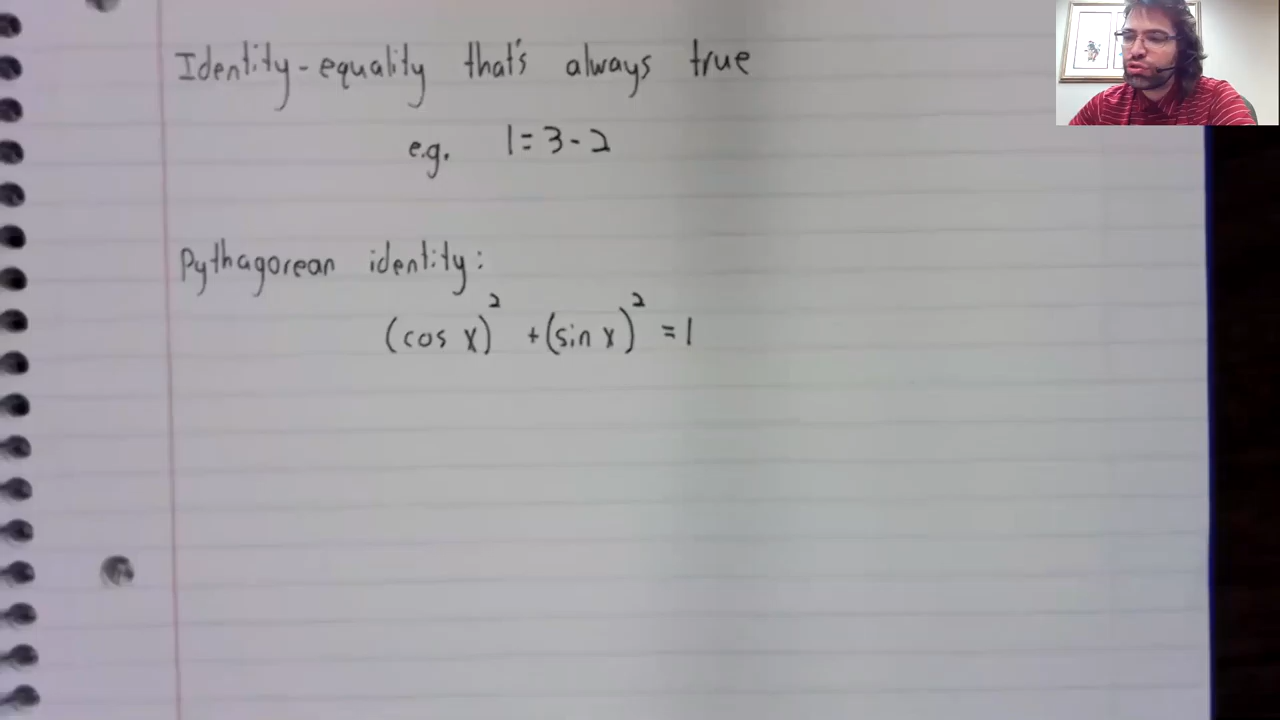 Identity - equality that's always true
e.g. 1 = 3 - 2
Pythagorean identity:
(cos x)² + (sin x)² = 1